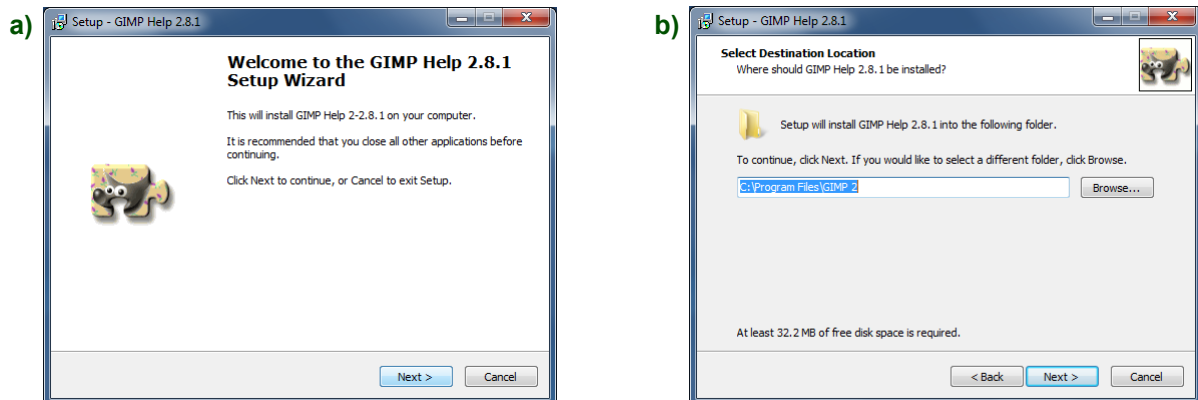 a)
Setup - GIMP Help 2.8.1
Welcome to the GIMP Help 2.8.1
Setup Wizard
This will install GIMP Help 2-2.8.1 on your computer.
It is recommended that you close all other applications before
continuing.
Click Next to continue, or Cancel to exit Setup.
Next >
Cancel
b)
Setup - GIMP Help 2.8.1
Select Destination Location
Where should GIMP Help 2.8.1 be installed?
Setup will install GIMP Help 2.8.1 into the following folder.
To continue, click Next. If you would like to select a different folder, click Browse.
C:\Program Files\GIMP 2
Browse...
At least 32.2 MB of free disk space is required.
< Back
Next >
Cancel